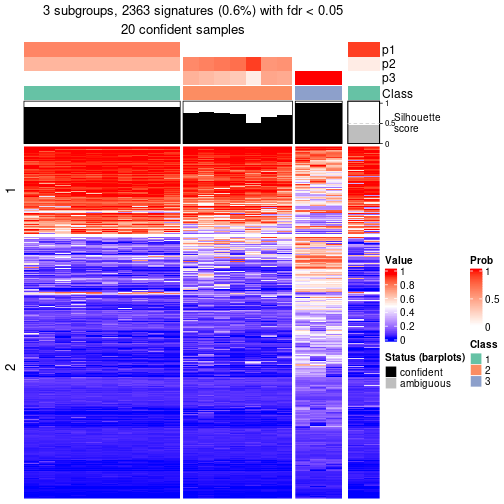 3 subgroups, 2363 signatures (0.6%) with fdr < 0.05
20 confident samples
p1
p2
p3
Class
1
0.5
0
Silhouette
score
1
2
Value
1
0.8
0.6
0.4
0.2
0
Status (barplots)
confident
ambiguous
Prob
1
0.5
0
Class
1
2
3